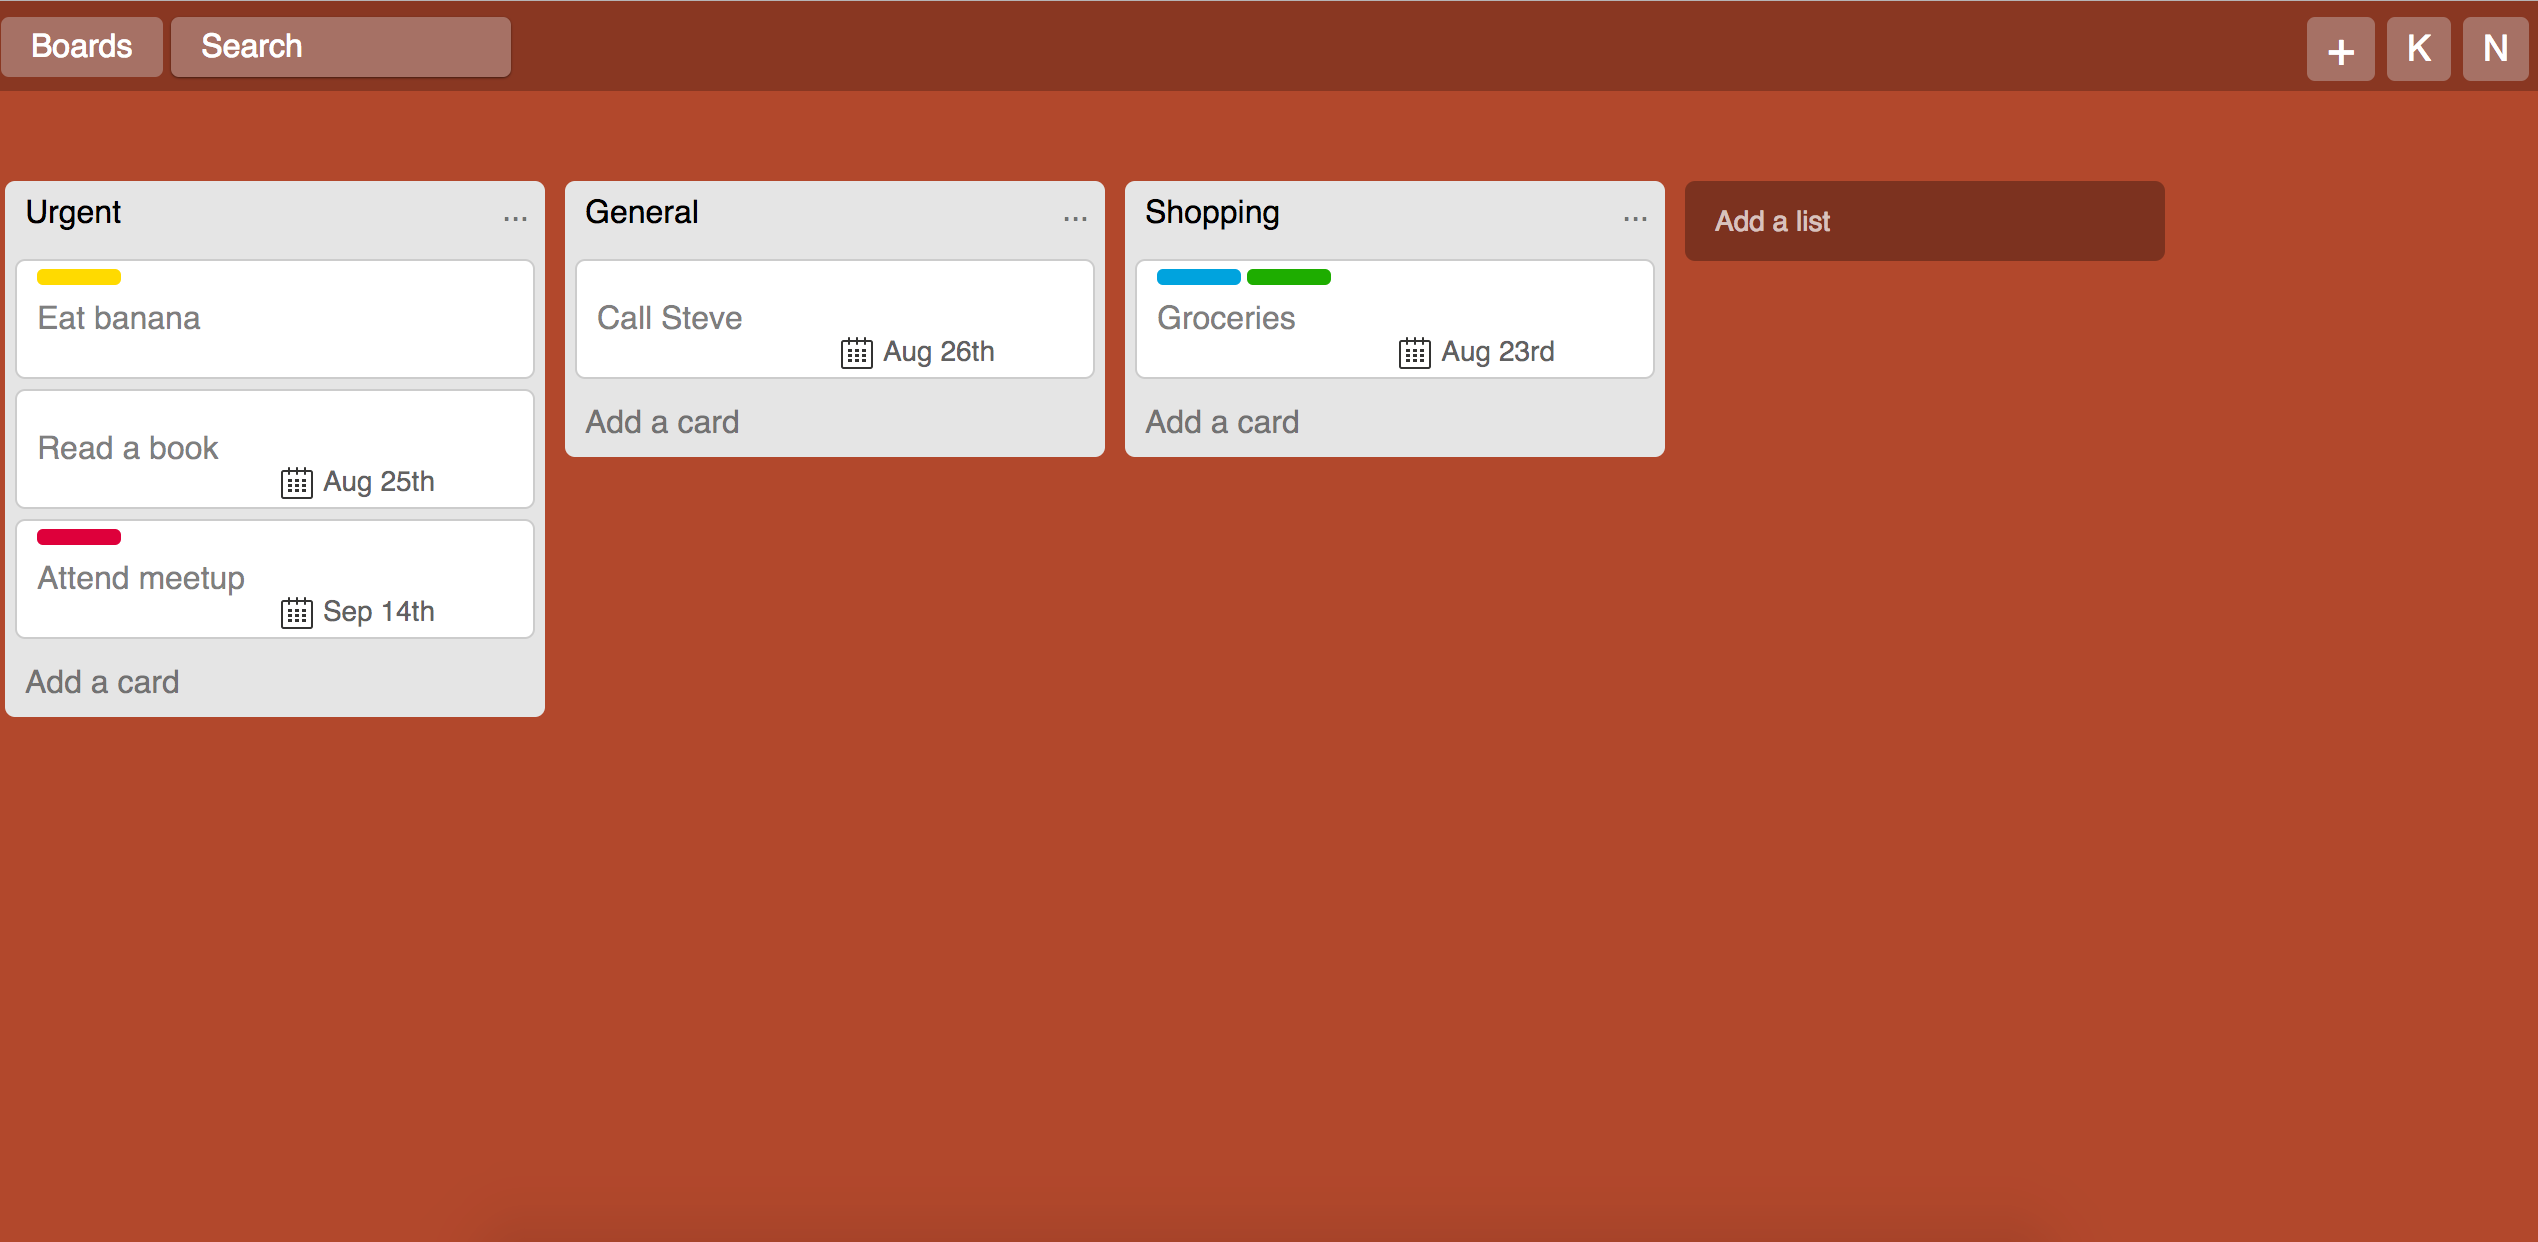 Boards
Search
+
K
N
Urgent
...
Eat banana
Read a book
Aug 25th
Attend meetup
Sep 14th
Add a card
General
...
Call Steve
Aug 26th
Add a card
Shopping
...
Groceries
Aug 23rd
Add a card
Add a list